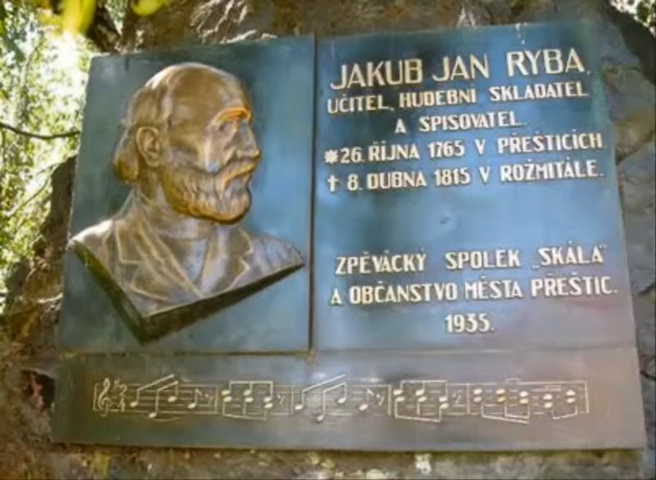 JAKUB JAN RYBA,
UČITEL, HUDEBNÍ SKLADATEL
A SPISOVATEL.
✱26. ŘÍJNA 1765 V PŘEŠTICÍCH.
† 8. DUBNA 1815 V ROŽMITÁLE.
ZPĚVÁCKÝ SPOLEK „SKÁLA"
A OBČANSTVO MĚSTA PŘEŠTIC.
1935.